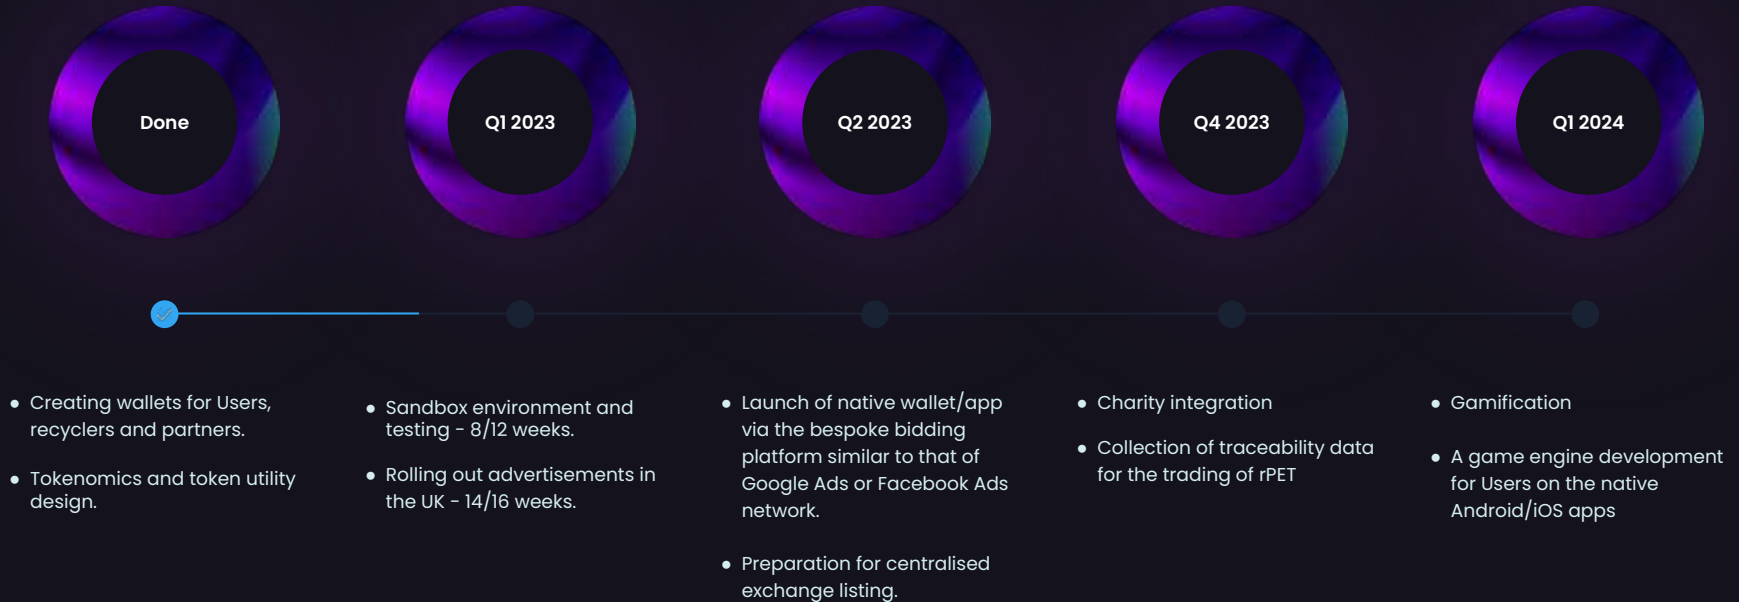 Done
Q1 2023
Q2 2023
Q4 2023
Q1 2024
● Creating wallets for Users,
recyclers and partners.
● Tokenomics and token utility
design.
● Sandbox environment and
testing - 8/12 weeks.
● Rolling out advertisements in
the UK - 14/16 weeks.
● Launch of native wallet/app
via the bespoke bidding
platform similar to that of
Google Ads or Facebook Ads
network.
● Preparation for centralised
exchange listing.
● Charity integration
● Collection of traceability data
for the trading of rPET
● Gamification
● A game engine development
for Users on the native
Android/iOS apps